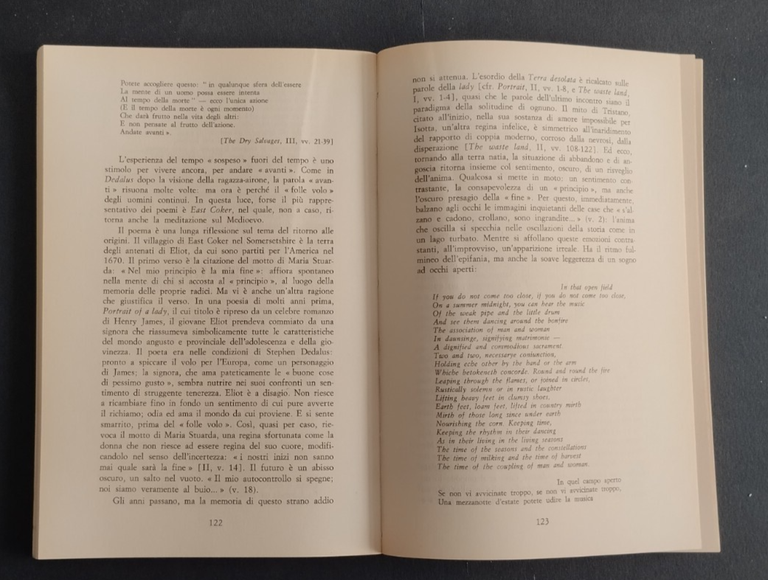 Potete accogliere questo: " in qualunque sfera dell'essere
La mente di un uomo possa essere intenta
Al tempo della morte " — ecco l'unica azione
(E il tempo della morte è ogni momento)
Che darà frutto nella vita degli altri:
E non pensate al frutto dell'azione.
Andate avanti ».
[The Dry Salvages, III, vv. 21-39]
L'esperienza del tempo « sospeso » fuori del tempo è uno
stimolo per vivere ancora, per andare « avanti ». Come in
Dedalus dopo la visione della ragazza-airone, la parola « avan-
ti » risuona molte volte: ma ora è perché il « folle volo »
degli uomini continui. In questa luce, forse il più rappre-
sentativo dei poemi è East Coker, nel quale, non a caso, ri-
torna anche la meditazione sul Medioevo.
Il poema è una lunga riflessione sul tema del ritorno alle
origini. Il villaggio di East Coker nel Somersetshire è la terra
degli antenati di Eliot, da cui sono partiti per l'America nel
1670. Il primo verso è la citazione del motto di Maria Stuar-
da: « Nel mio principio è la mia fine »: affiora spontaneo
nella mente di chi si accosta al « principio », al luogo della
memoria delle proprie radici. Ma vi è anche un'altra ragione
che giustifica il verso. In una poesia di molti anni prima,
Portrait of a lady, il cui titolo è ripreso da un celebre romanzo
di Henry James, il giovane Eliot prendeva commiato da una
signora che riassumeva simbolicamente tutte le caratteristiche
del mondo angusto e provinciale dell'adolescenza e della gio-
vinezza. Il poeta era nelle condizioni di Stephen Dedalus:
pronto a spiccare il volo per l'Europa, come un personaggio
di James; la signora, che ama pateticamente le « buone cose
di pessimo gusto », sembra nutrire nei suoi confronti un sen-
timento di struggente tenerezza. Eliot è a disagio. Non riesce
a ricambiare fino in fondo un sentimento di cui pure avverte
il richiamo; odia ed ama il mondo da cui proviene. E si sente
smarrito, prima del « folle volo ». Così, quasi per caso, rie-
voca il motto di Maria Stuarda, una regina sfortunata come la
donna che non riesce ad essere regina del suo cuore, modifi-
candolo nel senso dell'incertezza: « i nostri inizi non sanno
mai quale sarà la fine » [II, v. 14]. Il futuro è un abisso
oscuro, un salto nel vuoto. « Il mio autocontrollo si spegne;
noi siamo veramente al buio... » (v. 18).
Gli anni passano, ma la memoria di questo strano addio
122
non si attenua. L'esordio della Terra desolata è ricalcato sulle
parole della lady [cfr. Portrait, II, vv. 1-8, e The waste land,
I, vv. 1-4], quasi che le parole dell'ultimo incontro siano il
paradigma della solitudine di ognuno. Il mito di Tristano,
citato all'inizio, nella sua sostanza di amore impossibile per
Isotta, un'altra regina infelice, è simmetrico all'inaridimento
del rapporto di coppia moderno, corroso dalla nevrosi, dalla
disperazione [The waste land, II, vv. 108-122]. Ed ecco,
tornando alla terra natia, la situazione di abbandono e di an-
goscia ritorna insieme col sentimento, oscuro, di un risveglio
dell'anima. Qualcosa si mette in moto: un sentimento con-
trastante, la consapevolezza di un « principio », ma anche
l'oscuro presagio della « fine » Per questo, immediatamente,
balzano agli occhi le immagini inquietanti delle case che « s'al-
zano e cadono, crollano, sono ingrandite... » (v. 2): l'anima
che oscilla si specchia nelle oscillazioni della storia come in
un lago turbato. Mentre si affollano queste emozioni contra-
stanti, all'improvviso, un'apparizione irreale. Ha il ritmo ful-
mineo dell'epifania, ma anche la soave leggerezza di un sogno
ad occhi aperti:
In that open field
If you do not come too close, if you do not come too close,
On a summer midnight, you can hear the music
Of the weak pipe and the little drum
And see them dancing around the bonfire
The association of man and woman
In daunsinge, signifying matrimonie —
A dignified and commodious sacrament
Two and two, necessarye coniunction,
Holding eche other by the hand or the arm
Whiche betokeneth concorde. Round and round the fire
Leaping through the flames, or joined in circles,
Rustically solemn or in rustic laughter
Lifting heavy feet in clumsy shoes,
Earth feet, loam feet, lifted in country mirth
Mirth of those long since under earth
Nourishing the corn. Keeping time,
Keeping the rhythm in their dancing
As in their living in the living seasons
The time of the seasons and the constellations
The time of milking and the time of harvest
The time of the coupling of man and woman
In quel campo aperto
Se non vi avvicinate troppo, se non vi avvicinate troppo,
Una mezzanotte d'estate potete udire la musica
123